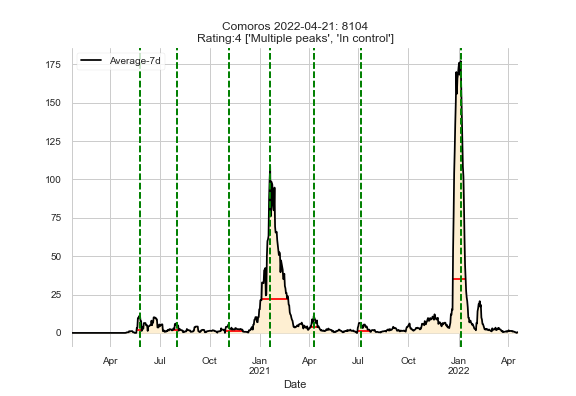 Comoros 2022-04-21: 8104
Rating:4 ['Multiple peaks', 'In control']
Average-7d
175
150
125
100
75
50
25
0
Apr Jul Oct Jan Apr Jul Oct Jan Apr
2021 2022
Date